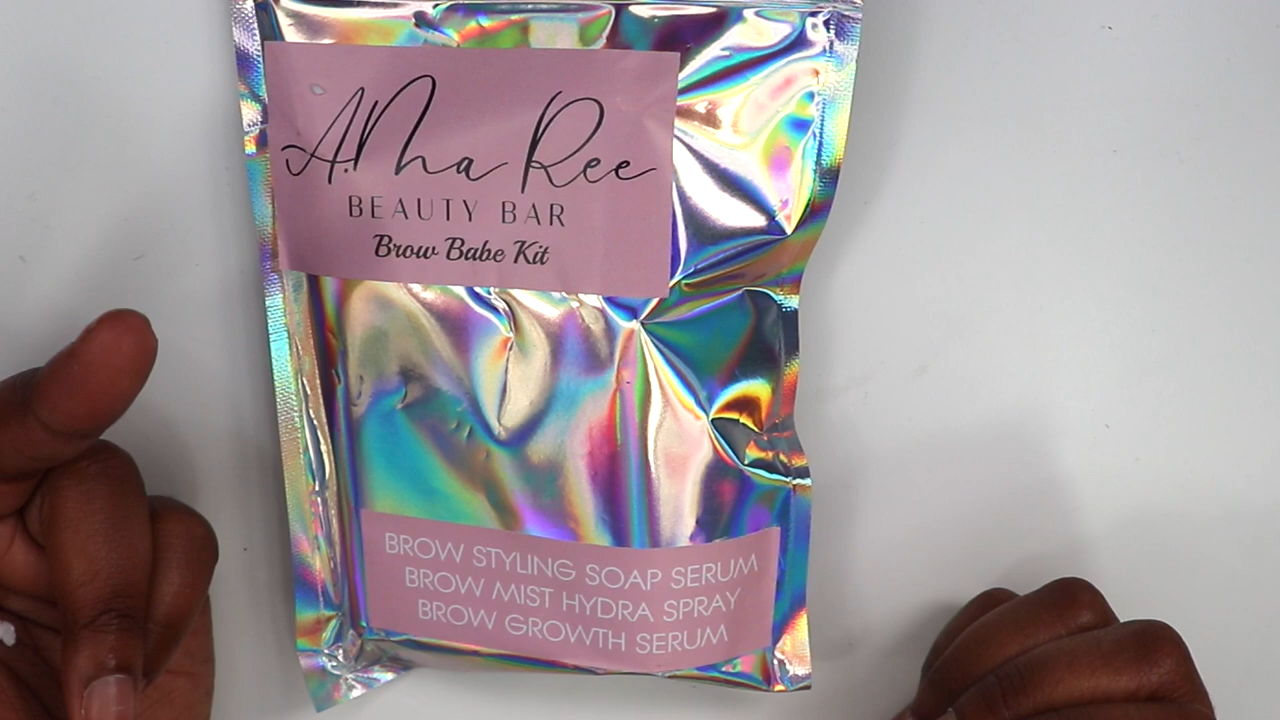 A.Ma Ree
BEAUTY BAR
Brow Babe Kit
BROW STYLING SOAP SERUM
BROW MIST HYDRA SPRAY
BROW GROWTH SERUM